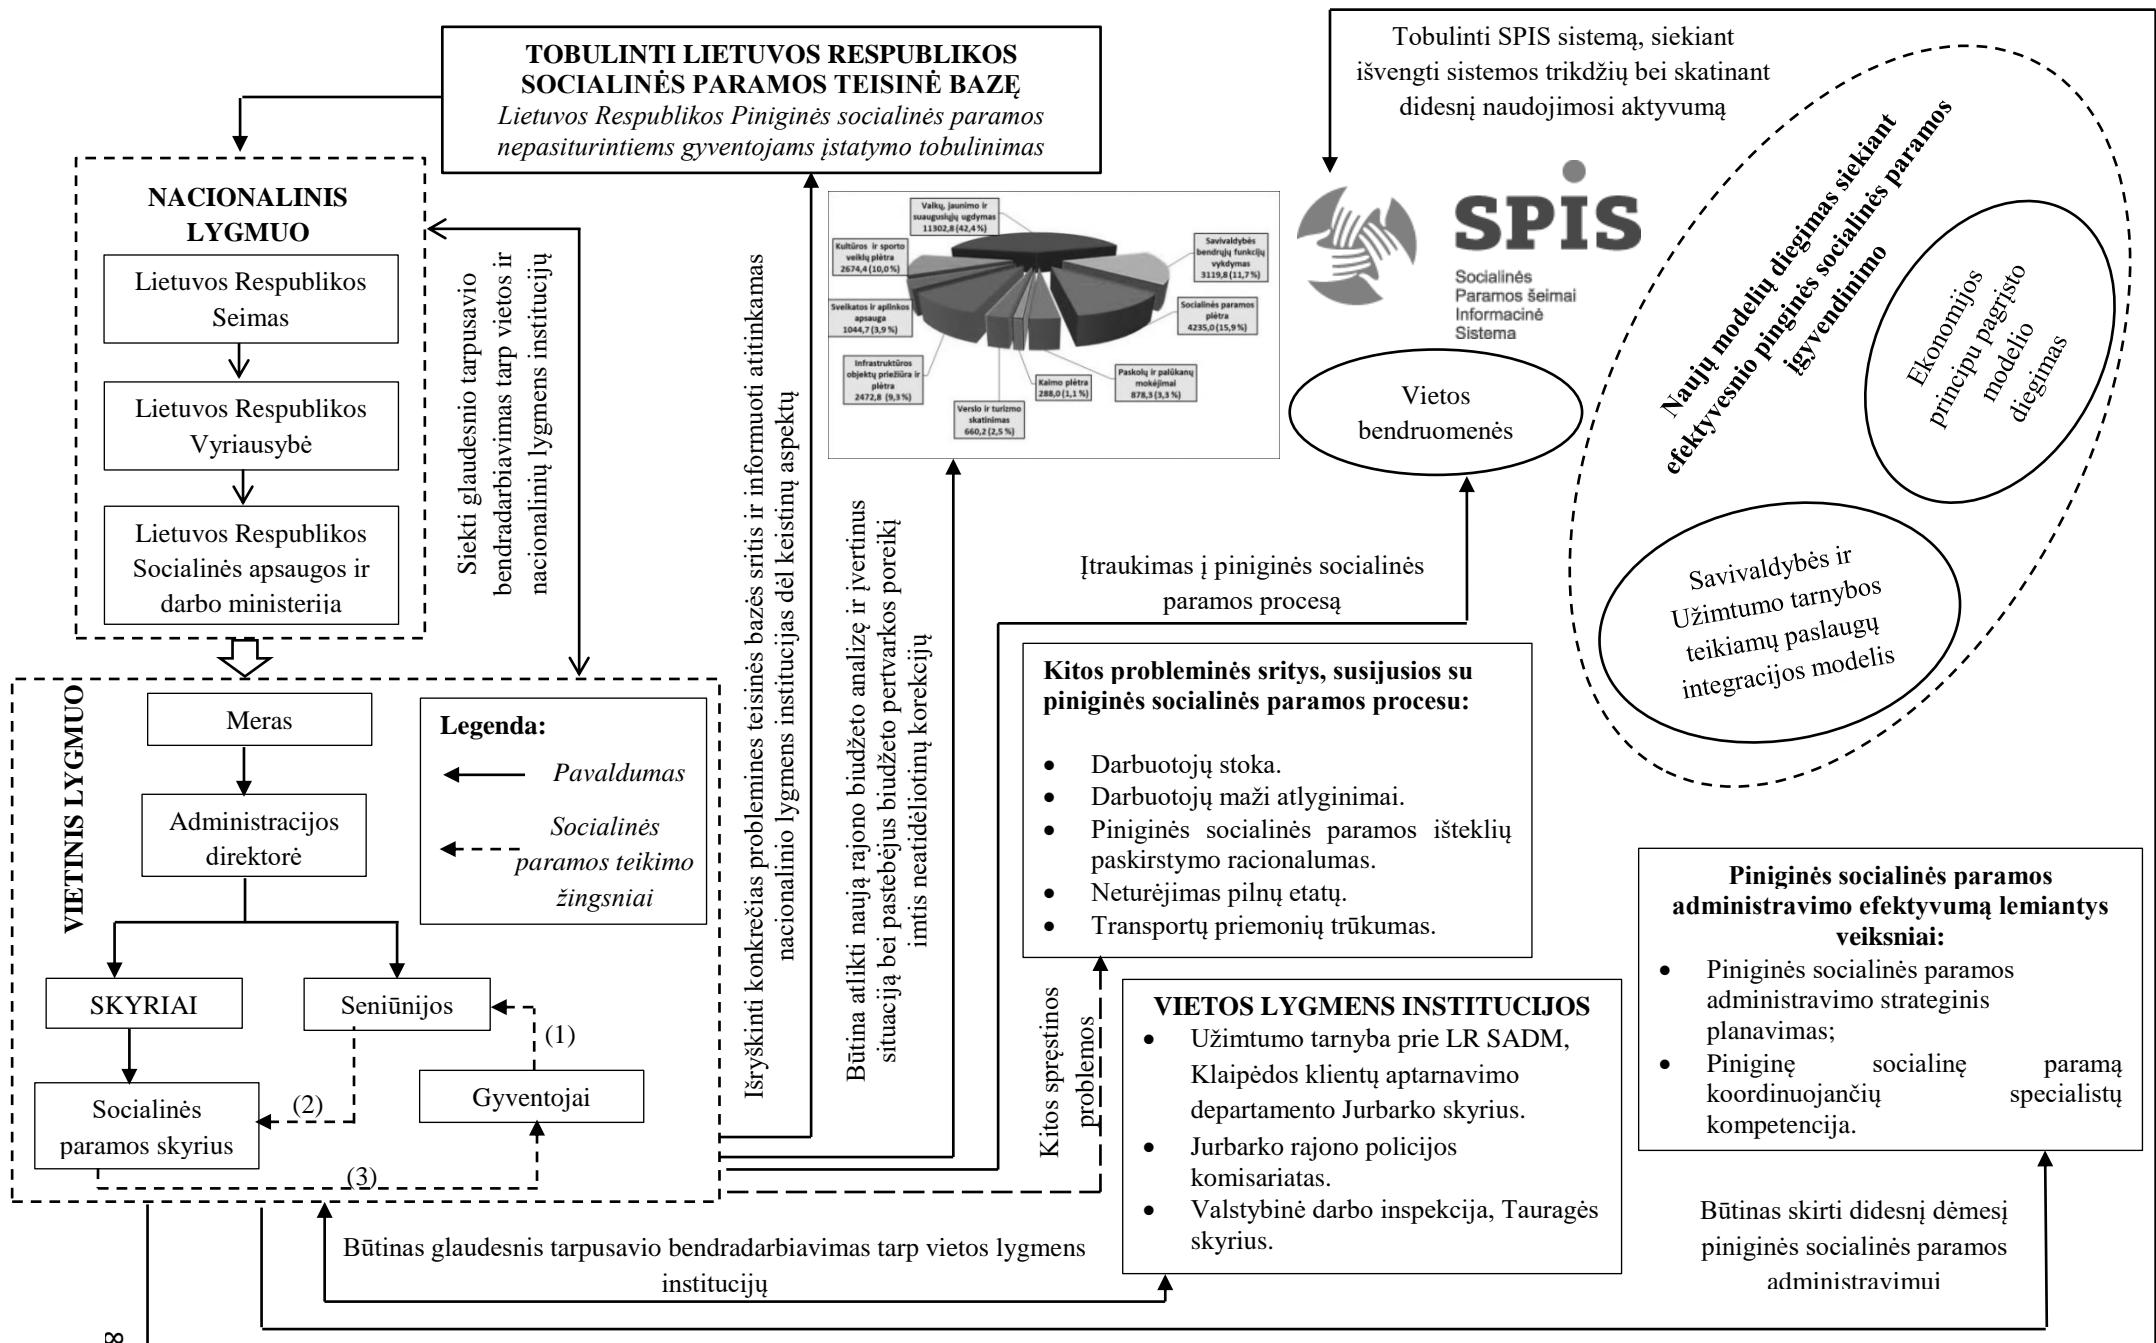 TOBULINTI LIETUVOS RESPUBLIKOS
SOCIALINĖS PARAMOS TEISINĖ BAZĘ
Lietuvos Respublikos Piniginės socialinės paramos
nepasiturintiems gyventojams įstatymo tobulinimas
Tobulinti SPIS sistemą, siekiant
išvengti sistemos trikdžių bei skatinant
didesnį naudojimosi aktyvumą
NACIONALINIS
LYGMUO
Lietuvos Respublikos
Seimas
Lietuvos Respublikos
Vyriausybė
Lietuvos Respublikos
Socialinės apsaugos ir
darbo ministerija
Siekti glaudesnio tarpusavio
bendradarbiavimas tarp vietos ir
nacionalinių lygmens institucijų
Išryškinti konkrečias problemines teisinės bazės sritis ir informuoti atitinkamas
nacionalinio lygmens institucijas dėl keistinų aspektų
Valkų, jaunimo ir
suaugusiųjų ugdymas
11302,8 (42,4 %)
Kultūros ir sporto
veiklų plėtra
2674,4 (10,0 %)
Savivaldybės
bendrųjų funkcijų
vykdymas
3119,8 (11,7 %)
Sveikatos ir aplinkos
apsauga
1044,7 (3,9 %)
Socialinės paramos
plėtra
4235,0 (15,9 %)
Infrastruktūros
objektų priežiūra ir
plėtra
2472,8 (9,3 %)
Kaimo plėtra
288,0 (1,1 %)
Paskolų ir palūkanų
mokėjimai
878,3 (3,3 %)
Verslo ir turizmo
skatinimas
660,2 (2,5 %)
Būtina atlikti naują rajono biudžeto analizę ir įvertinus
situaciją bei pastebėjus biudžeto pertvarkos poreikį
imtis neatidėliotinų korekcijų
SPIS
Socialinės
Paramos šeimai
Informacinė
Sistema
Vietos
bendruomenės
Naujų modelių diegimas siekiant
efektyvesnio pinginės socialinės paramos
įgyvendinimo
Ekonomijos
principu pagrįsto
modelio
diegimas
Savivaldybės ir
Užimtumo tarnybos
teikiamų paslaugų
integracijos modelis
Įtraukimas į piniginės socialinės
paramos procesą
VIETINIS LYGMUO
Meras
Administracijos
direktorė
SKYRIAI
Seniūnijos
Socialinės
paramos skyrius
Gyventojai
(1)
(2)
(3)
Legenda:
Pavaldumas
Socialinės
paramos teikimo
žingsniai
Kitos probleminės sritys, susijusios su
piniginės socialinės paramos procesu:
• Darbuotojų stoka.
• Darbuotojų maži atlyginimai.
• Piniginės socialinės paramos išteklių
paskirstymo racionalumas.
• Neturėjimas pilnų etatų.
• Transportų priemonių trūkumas.
Kitos spręstinos
problemos
VIETOS LYGMENS INSTITUCIJOS
• Užimtumo tarnyba prie LR SADM,
Klaipėdos klientų aptarnavimo
departamento Jurbarko skyrius.
• Jurbarko rajono policijos
komisariatas.
• Valstybinė darbo inspekcija, Tauragės
skyrius.
Piniginės socialinės paramos
administravimo efektyvumą lemiantys
veiksniai:
• Piniginės socialinės paramos
administravimo strateginis
planavimas;
• Piniginę socialinę paramą
koordinuojančių specialistų
kompetencija.
Būtinas skirti didesnį dėmesį
piniginės socialinės paramos
administravimui
Būtinas glaudesnis tarpusavio bendradarbiavimas tarp vietos lygmens
institucijų
8